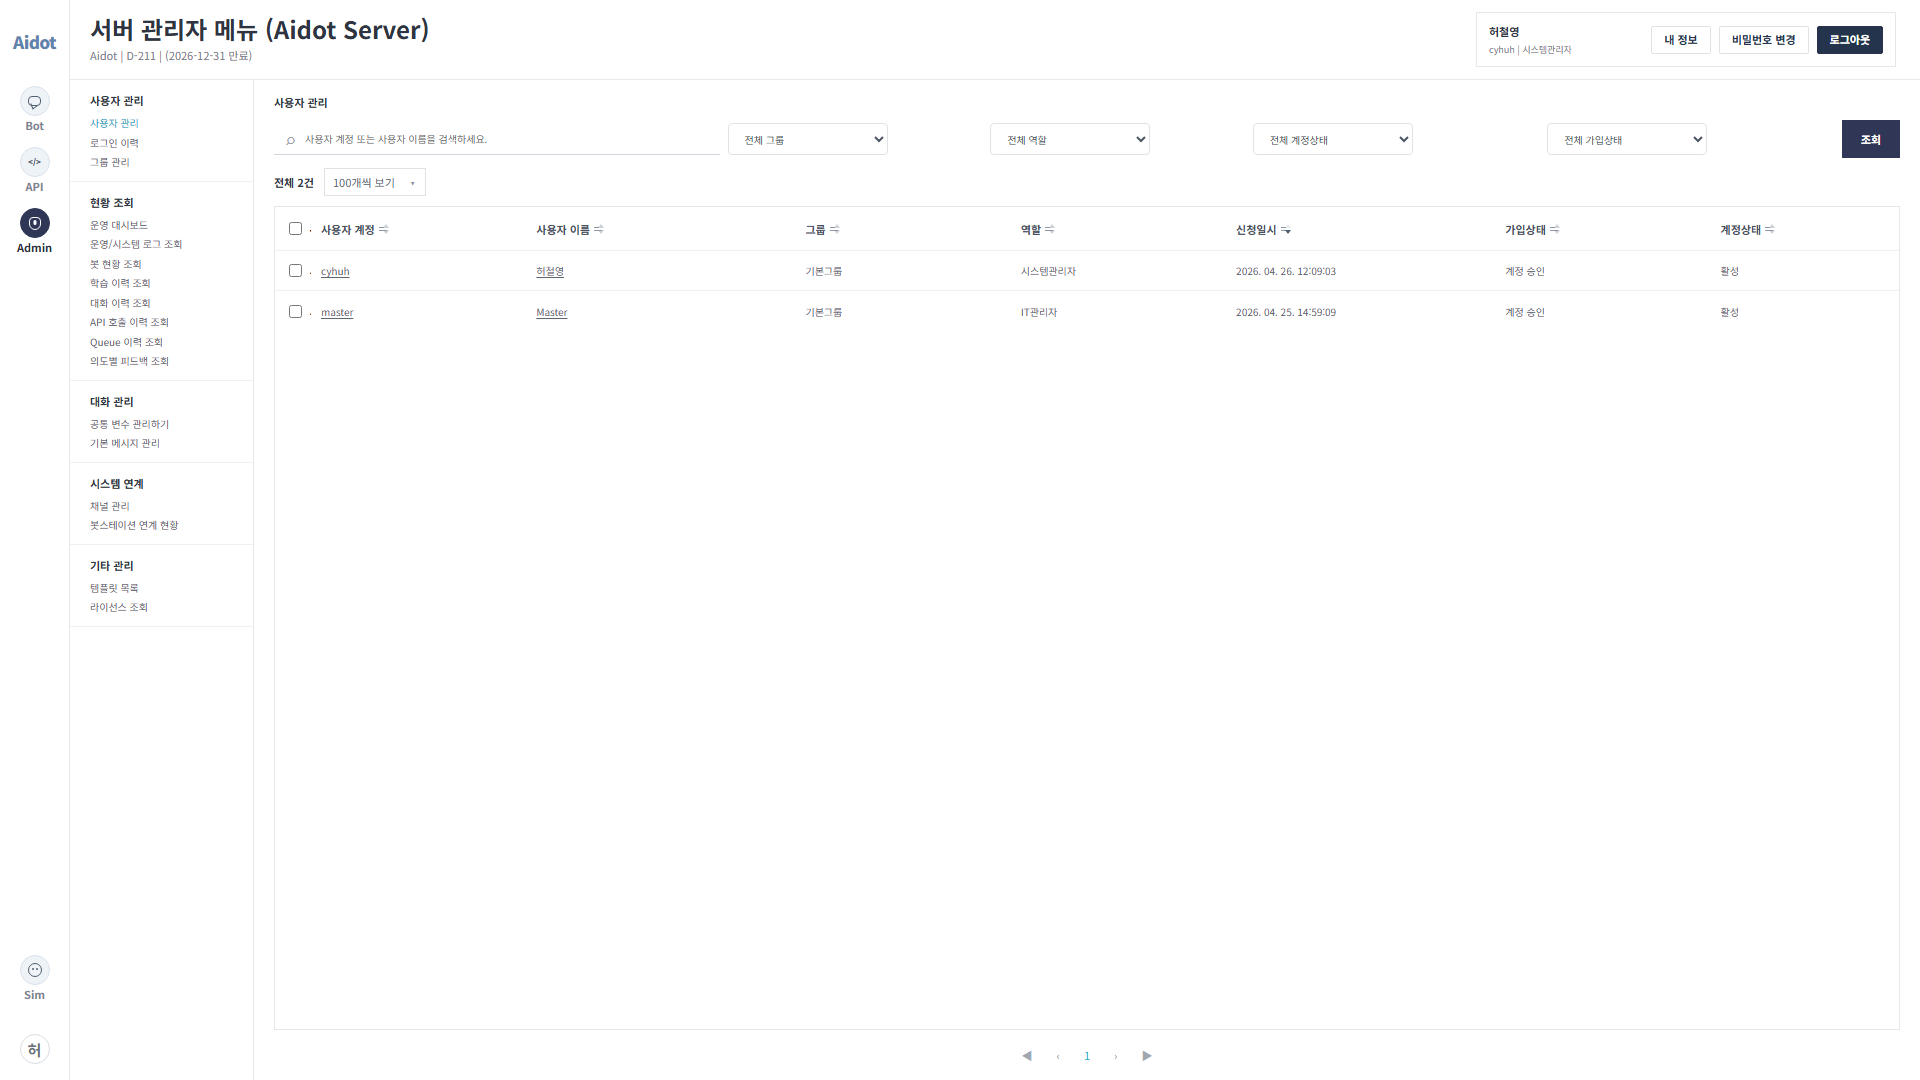 Aidot
Bot
</>
API
Admin
Sim
허
서버 관리자 메뉴 (Aidot Server)
Aidot | D-211 | (2026-12-31 만료)
허철영
cyhuh | 시스템관리자
내 정보
비밀번호 변경
로그아웃
사용자 관리
사용자 관리
로그인 이력
그룹 관리
현황 조회
운영 대시보드
운영/시스템 로그 조회
봇 현황 조회
학습 이력 조회
대화 이력 조회
API 호출 이력 조회
Queue 이력 조회
의도별 피드백 조회
대화 관리
공통 변수 관리하기
기본 메시지 관리
시스템 연계
채널 관리
봇스테이션 연계 현황
기타 관리
템플릿 목록
라이선스 조회
사용자 관리
사용자 계정 또는 사용자 이름을 검색하세요.
전체 그룹
전체 역할
전체 계정상태
전체 가입상태
조회
전체 2건
100개씩 보기
사용자 계정 사용자 이름 그룹 역할 신청일시 가입상태 계정상태
cyhuh 허철영 기본그룹 시스템관리자 2026. 04. 26. 12:09:03 계정 승인 활성
master Master 기본그룹 IT관리자 2026. 04. 25. 14:59:09 계정 승인 활성
◀ ‹ 1 › ▶